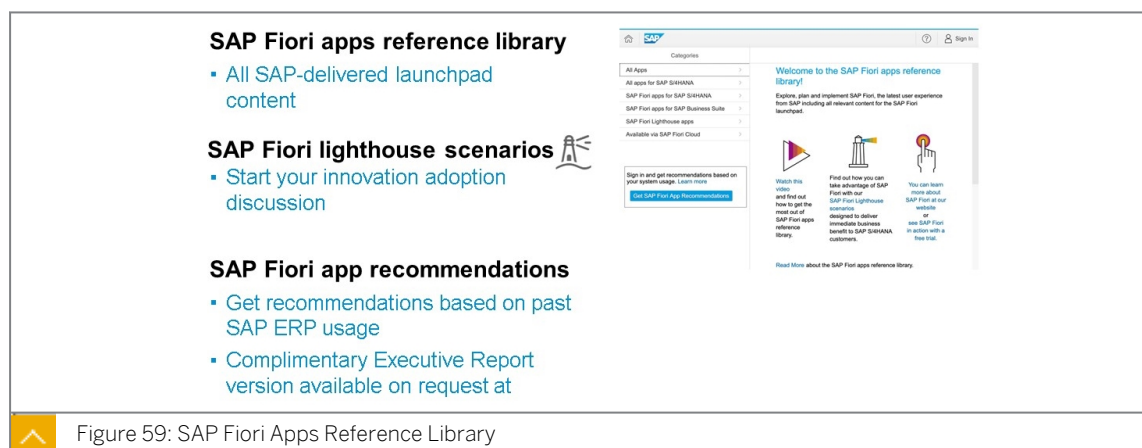 SAP Fiori apps reference library
▪ All SAP-delivered launchpad
content
SAP Fiori lighthouse scenarios
▪ Start your innovation adoption
discussion
SAP Fiori app recommendations
▪ Get recommendations based on past
SAP ERP usage
▪ Complimentary Executive Report
version available on request at
SAP
Sign In
Categories
All Apps
All apps for SAP S/4HANA
SAP Fiori apps for SAP S/4HANA
SAP Fiori apps for SAP Business Suite
SAP Fiori Lighthouse apps
Available via SAP Fiori Cloud
Sign in and get recommendations based on
your system usage. Learn more
Get SAP Fiori App Recommendations
Welcome to the SAP Fiori apps reference
library!
Explore, plan and implement SAP Fiori, the latest user experience
from SAP including all relevant content for the SAP Fiori
launchpad.
Watch this
video
and find out
how to get the
most out of
SAP Fiori apps
reference
library.
Find out how you can
take advantage of SAP
Fiori with our
SAP Fiori Lighthouse
scenarios
designed to deliver
immediate business
benefit to SAP S/4HANA
customers.
You can learn
more about
SAP Fiori at our
website
or
see SAP Fiori
in action with a
free trial.
Read More about the SAP Fiori apps reference library.
Figure 59: SAP Fiori Apps Reference Library